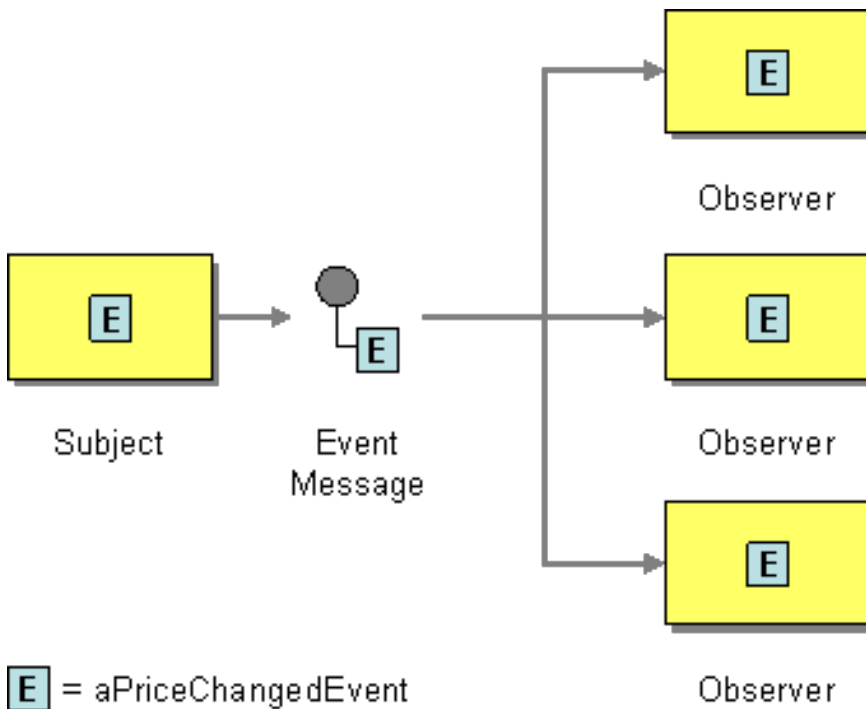 E
Observer
E
E
E
Subject
Event
Message
Observer
E
E = aPriceChangedEvent
Observer
E